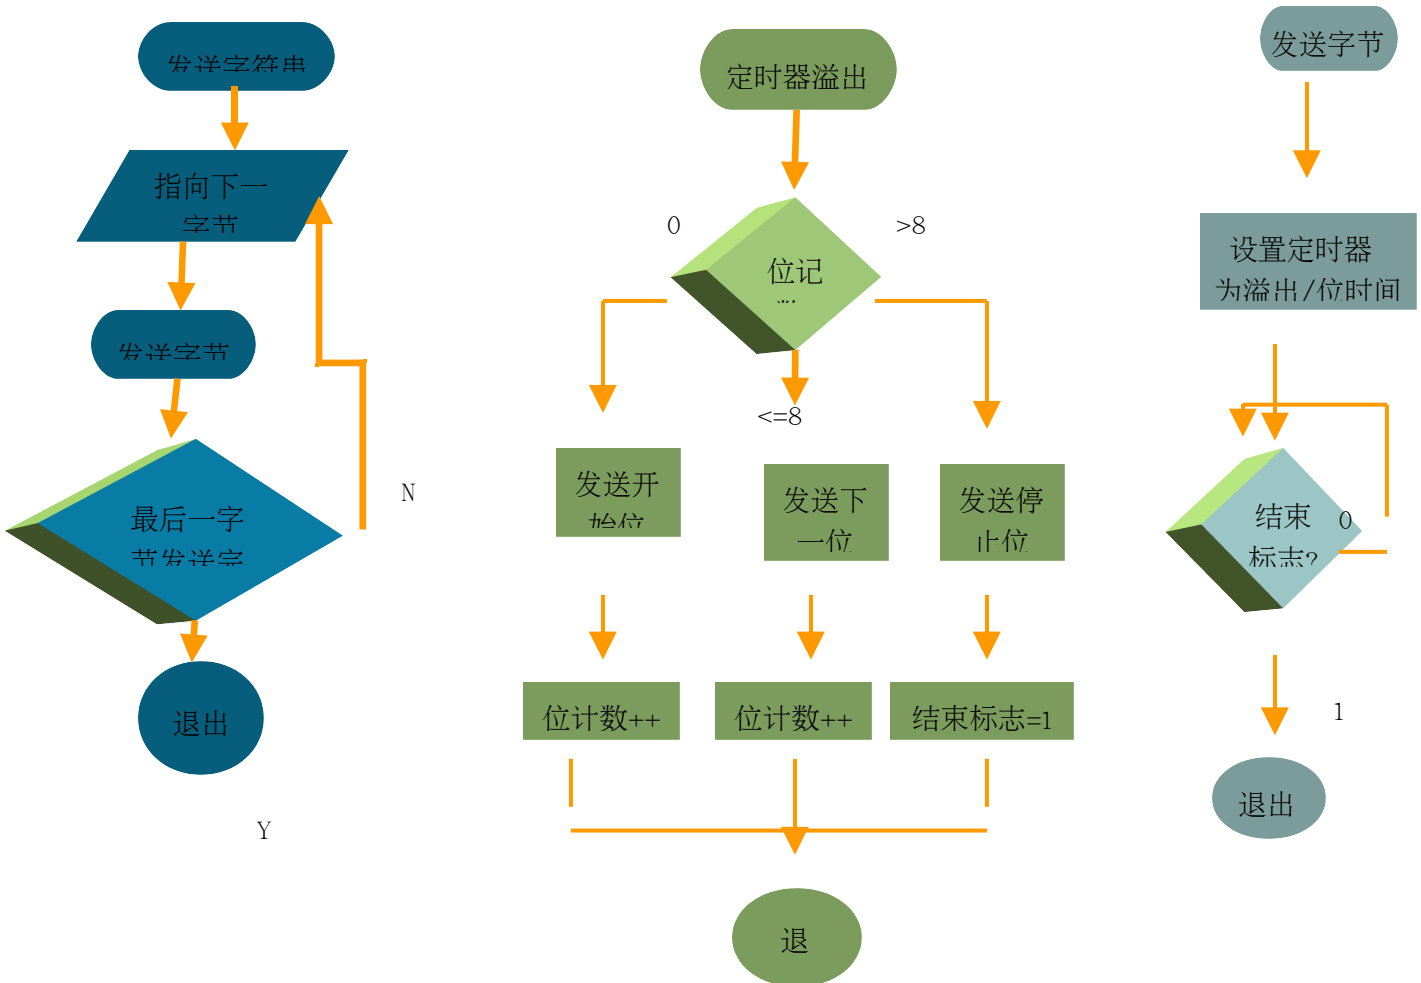 发送字符串
指向下一
字节
发送字节
最后一字
节发送字
N
退出
Y
定时器溢出
0
>8
位记
<=8
发送开
始位
发送下
一位
发送停
止位
位计数++
位计数++
结束标志=1
退
发送字节
设置定时器
为溢出/位时间
结束
标志?
0
1
退出